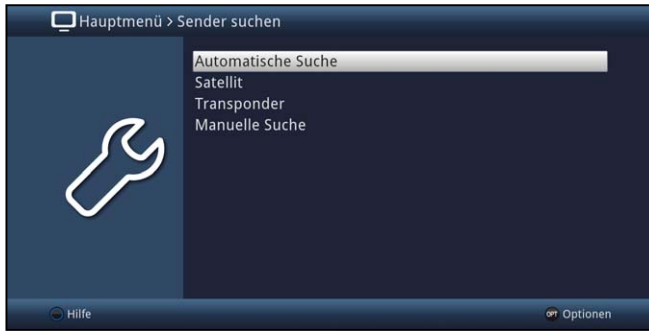 Hauptmenü > Sender suchen
Automatische Suche
Satellit
Transponder
Manuelle Suche
Hilfe
OPT Optionen